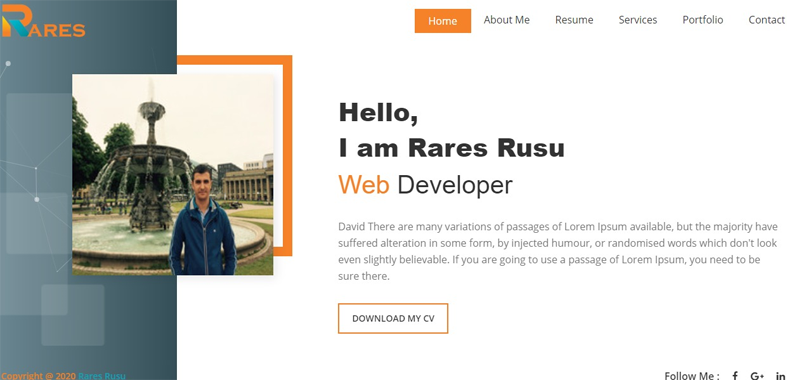 RARES
Home About Me Resume Services Portfolio Contact
Hello,
I am Rares Rusu
Web Developer
David There are many variations of passages of Lorem Ipsum available, but the majority have
suffered alteration in some form, by injected humour, or randomised words which don't look
even slightly believable. If you are going to use a passage of Lorem Ipsum, you need to be
sure there.
DOWNLOAD MY CV
Copyright @ 2020 Rares Rusu
Follow Me : f G+ in